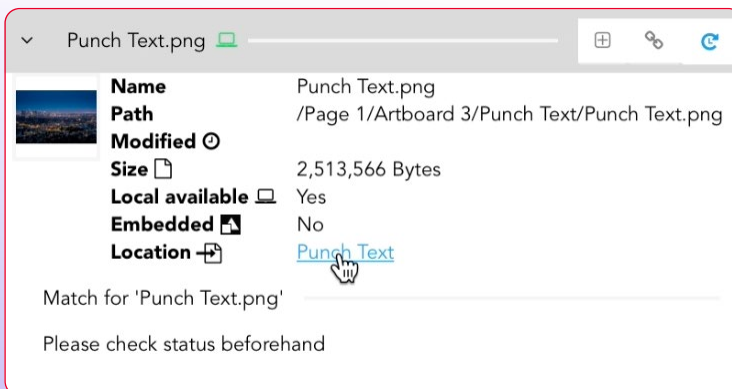 Punch Text.png
Name Punch Text.png
Path /Page 1/Artboard 3/Punch Text/Punch Text.png
Modified
Size 2,513,566 Bytes
Local available Yes
Embedded No
Location Punch Text
Match for 'Punch Text.png'
Please check status beforehand